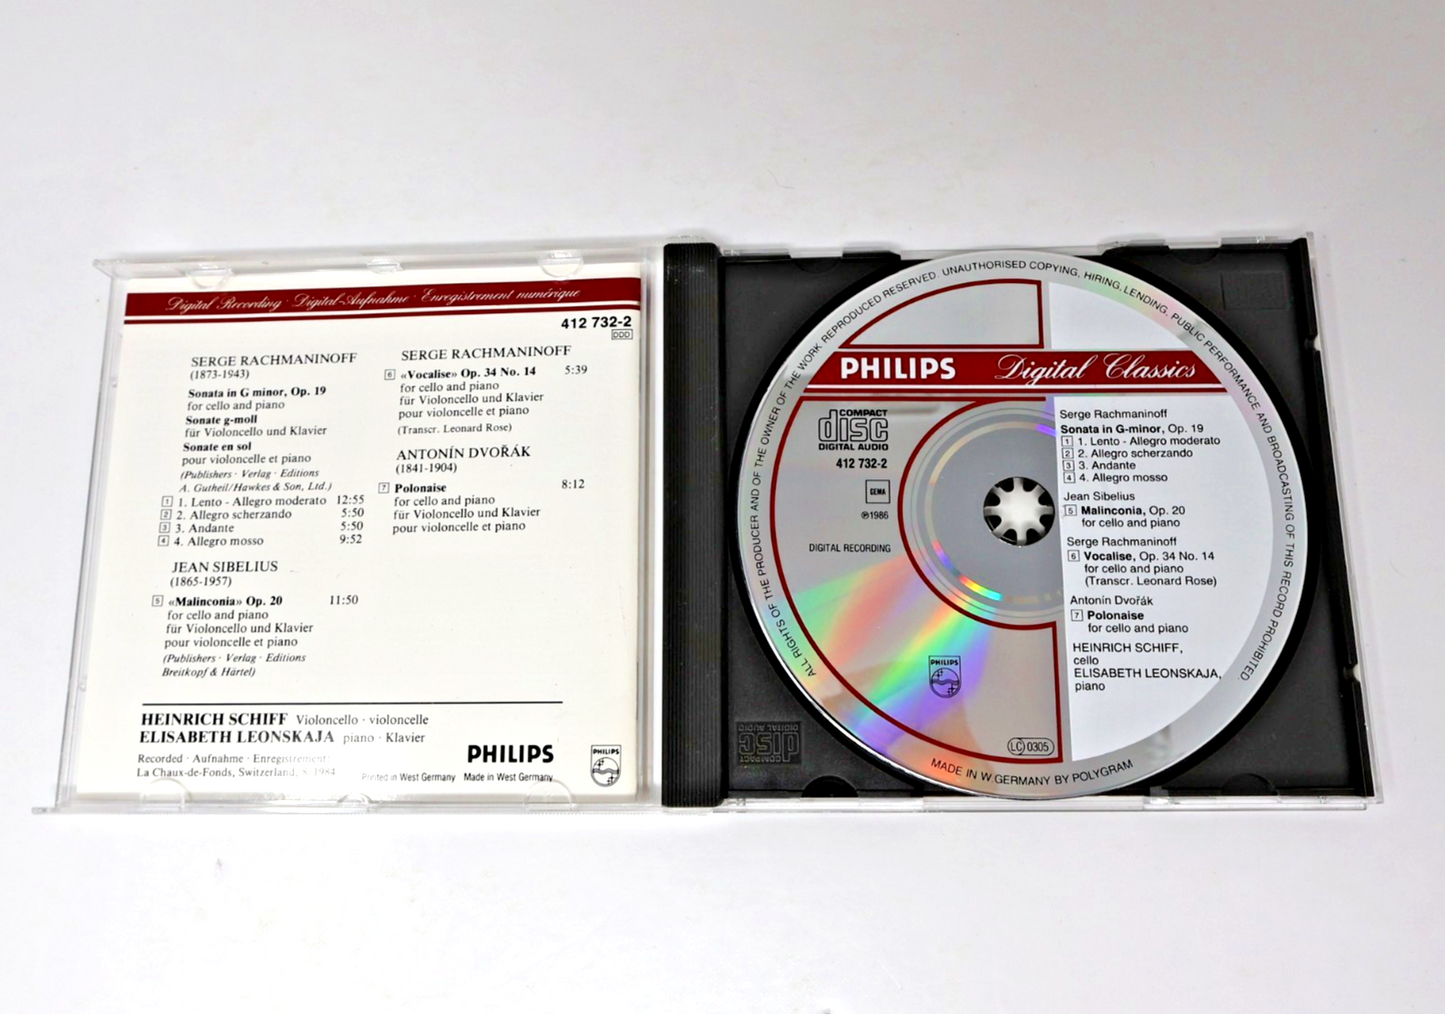 Digital Recording · Digital-Aufnahme · Enregistrement numérique
412 732-2
DDD
SERGE RACHMANINOFF
(1873-1943)
Sonata in G minor, Op. 19
for cello and piano
Sonate g-moll
für Violoncello und Klavier
Sonate en sol
pour violoncelle et piano
(Publishers · Verlag · Editions
A. Gutheil/Hawkes & Son, Ltd.)
1 1. Lento - Allegro moderato 12:55
2 2. Allegro scherzando 5:50
3 3. Andante 5:50
4 4. Allegro mosso 9:52
JEAN SIBELIUS
(1865-1957)
5 «Malinconia» Op. 20 11:50
for cello and piano
für Violoncello und Klavier
pour violoncelle et piano
(Publishers · Verlag · Editions
Breitkopf & Härtel)
SERGE RACHMANINOFF
6 «Vocalise» Op. 34 No. 14 5:39
for cello and piano
für Violoncello und Klavier
pour violoncelle et piano
(Transcr. Leonard Rose)
ANTONÍN DVOŘÁK
(1841-1904)
7 Polonaise 8:12
for cello and piano
für Violoncello und Klavier
pour violoncelle et piano
HEINRICH SCHIFF Violoncello · violoncelle
ELISABETH LEONSKAJA piano · Klavier
Recorded · Aufnahme · Enregistrement:
La Chaux-de-Fonds, Switzerland, 8. 1984
Printed in West Germany
PHILIPS
Made in West Germany
PHILIPS
ALL RIGHTS OF THE PRODUCER AND OF THE OWNER OF THE WORK REPRODUCED RESERVED UNAUTHORISED COPYING, HIRING, LENDING, PUBLIC PERFORMANCE AND BROADCASTING OF THIS RECORD PROHIBITED.
PHILIPS Digital Classics
COMPACT
disc
DIGITAL AUDIO
412 732-2
GEMA
℗1986
DIGITAL RECORDING
PHILIPS
LC 0305
MADE IN W.GERMANY BY POLYGRAM
Serge Rachmaninoff
Sonata in G-minor, Op. 19
1 1. Lento - Allegro moderato
2 2. Allegro scherzando
3 3. Andante
4 4. Allegro mosso
Jean Sibelius
5 Malinconia, Op. 20
for cello and piano
Serge Rachmaninoff
6 Vocalise, Op. 34 No. 14
for cello and piano
(Transcr. Leonard Rose)
Antonín Dvořák
7 Polonaise
for cello and piano
HEINRICH SCHIFF,
cello
ELISABETH LEONSKAJA,
piano
COMPACT
disc
DIGITAL AUDIO